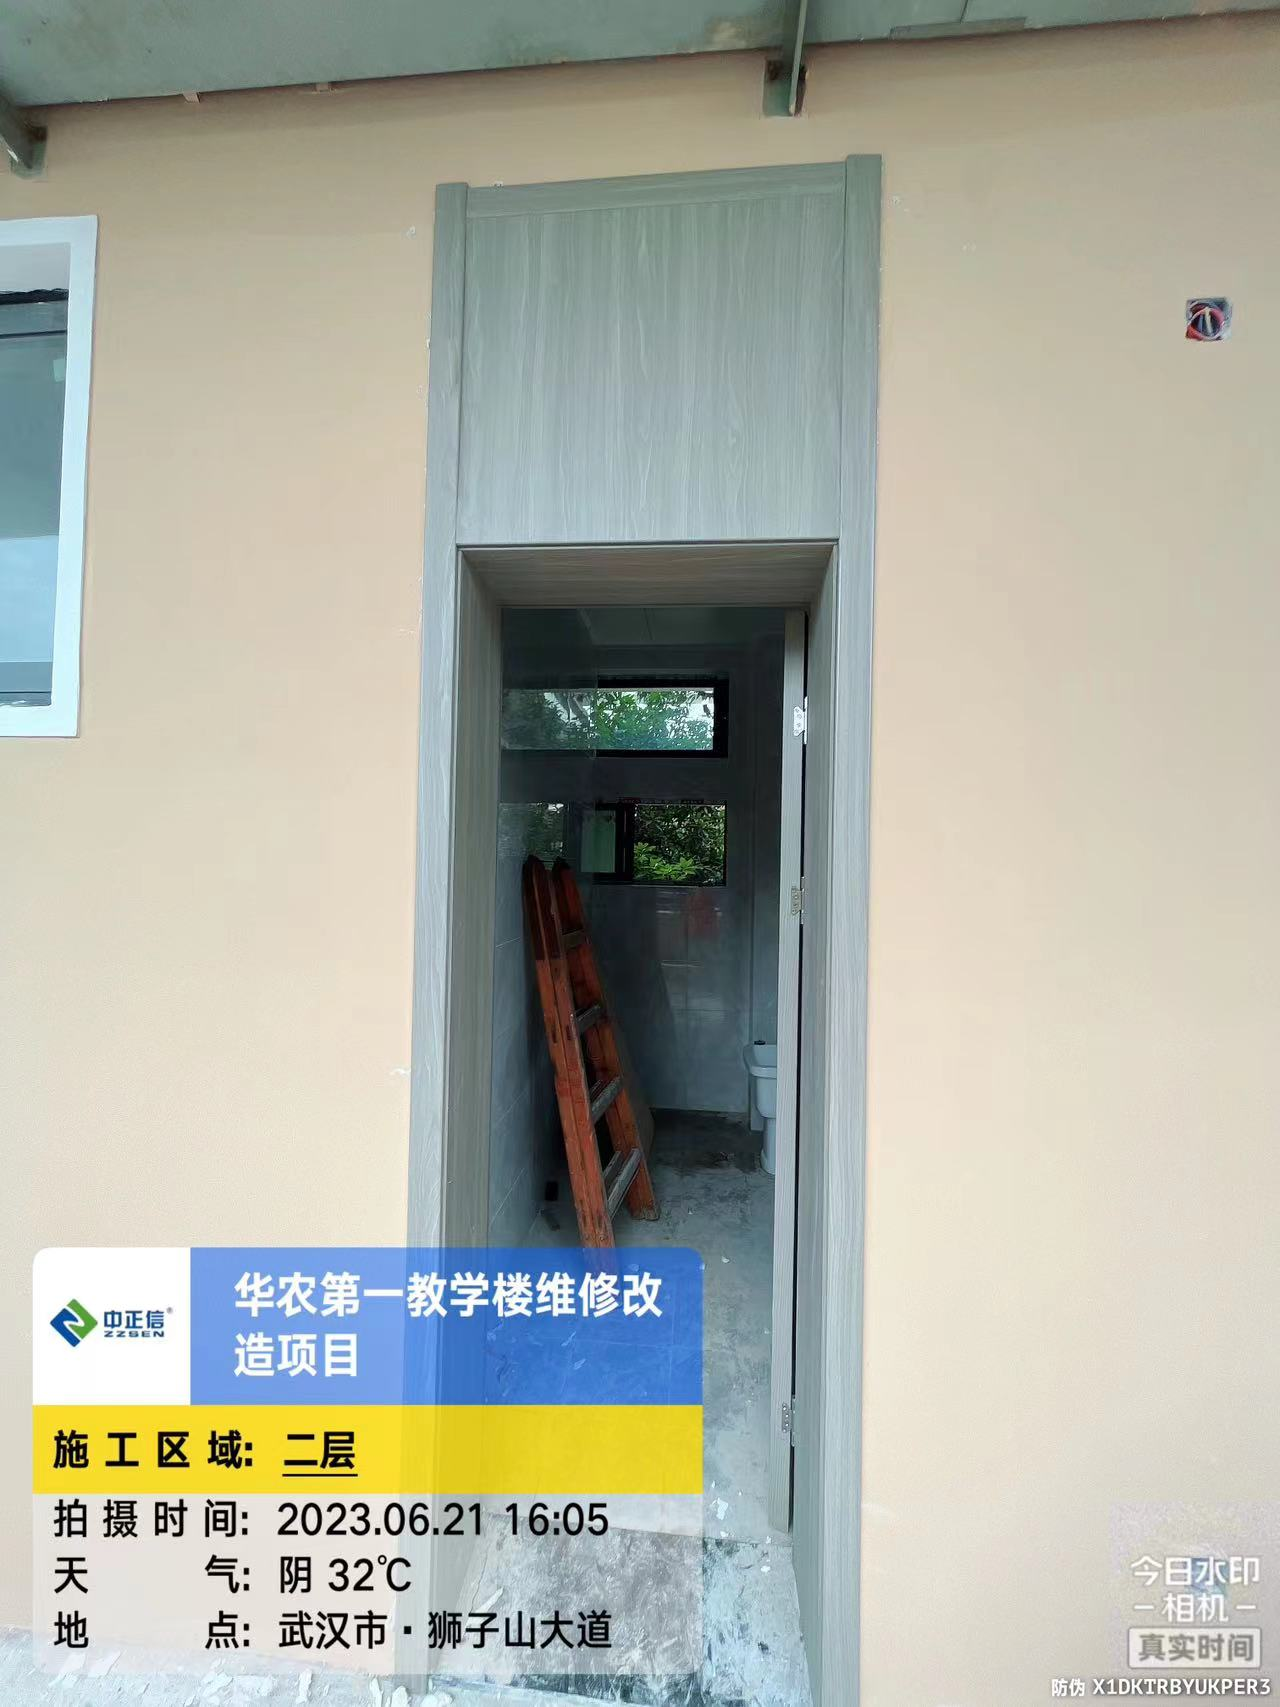 中正信®
ZZSEN
华农第一教学楼维修改
造项目
施工区域: 二层
拍摄时间: 2023.06.21 16:05
天气: 阴 32℃
地点: 武汉市·狮子山大道
今日水印
-相机-
真实时间
防伪 X1DKTRBYUKPER3